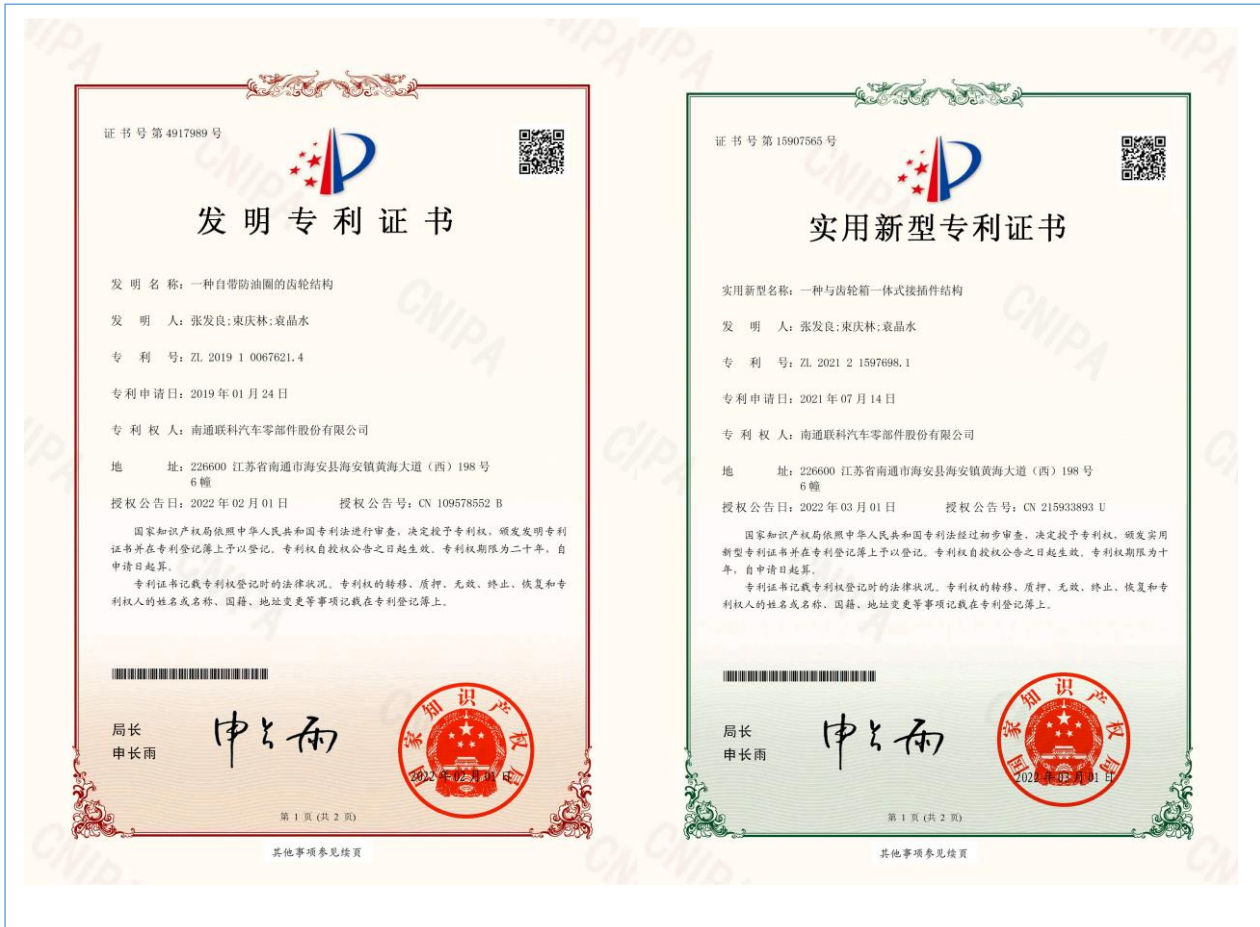 证书号第4917989号
发明专利证书
发 明 名 称：一种自带防油圈的齿轮结构
发 明 人：张发良;束庆林;袁晶水
专 利 号：ZL 2019 1 0067621.4
专利申请日：2019年01月24日
专 利 权 人：南通联科汽车零部件股份有限公司
地 址：226600 江苏省南通市海安县海安镇黄海大道（西）198号
6幢
授权公告日：2022年02月01日 授权公告号：CN 109578552 B
国家知识产权局依照中华人民共和国专利法进行审查，决定授予专利权，颁发发明专利
证书并在专利登记簿上予以登记。专利权自授权公告之日起生效。专利权期限为二十年，自
申请日起算。
专利证书记载专利权登记时的法律状况。专利权的转移、质押、无效、终止、恢复和专
利权人的姓名或名称、国籍、地址变更等事项记载在专利登记簿上。
局长
申长雨
申长雨
国家知识产权局
2022年02月01日
第 1 页 (共 2 页)
其他事项参见续页
证书号第15907565号
实用新型专利证书
实用新型名称：一种与齿轮箱一体式接插件结构
发 明 人：张发良;束庆林;袁晶水
专 利 号：ZL 2021 2 1597698.1
专利申请日：2021年07月14日
专 利 权 人：南通联科汽车零部件股份有限公司
地 址：226600 江苏省南通市海安县海安镇黄海大道（西）198号
6幢
授权公告日：2022年03月01日 授权公告号：CN 215933893 U
国家知识产权局依照中华人民共和国专利法经过初步审查，决定授予专利权，颁发实用
新型专利证书并在专利登记簿上予以登记。专利权自授权公告之日起生效。专利权期限为十
年，自申请日起算。
专利证书记载专利权登记时的法律状况。专利权的转移、质押、无效、终止、恢复和专
利权人的姓名或名称、国籍、地址变更等事项记载在专利登记簿上。
局长
申长雨
申长雨
国家知识产权局
2022年03月01日
第 1 页 (共 2 页)
其他事项参见续页
CNIPA